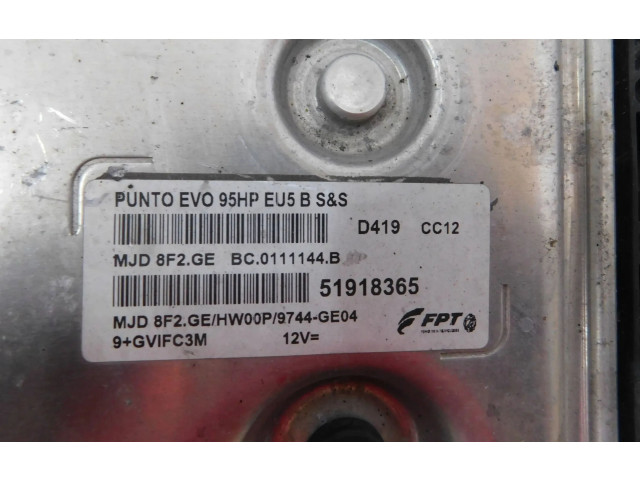 PUNTO EVO 95HP EU5 B S&S
D419 CC12
MJD 8F2.GE BC.0111144.B
51918365
MJD 8F2.GE/HW00P/9744-GE04
9+GVIFC3M 12V=
FPT